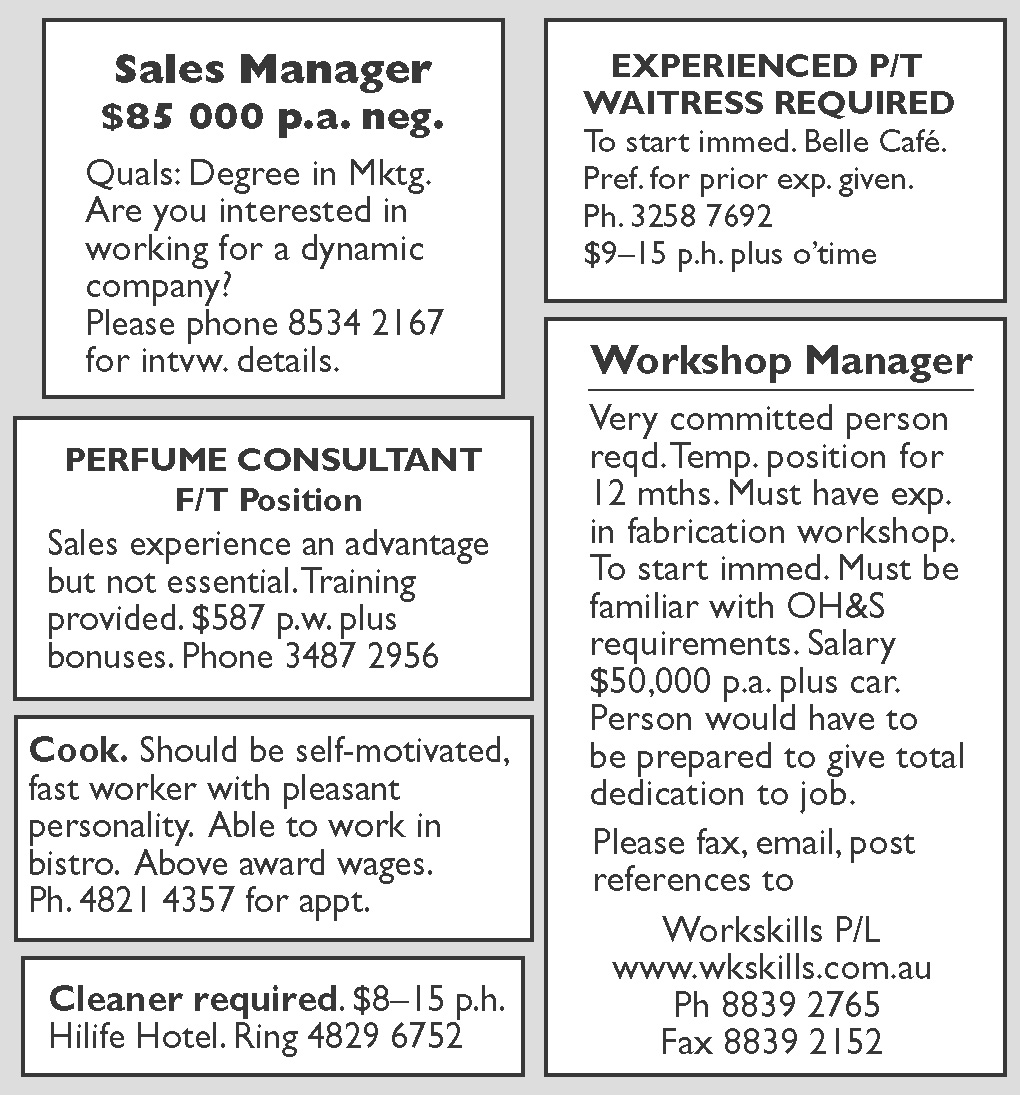 Sales Manager
$85 000 p.a. neg.
Quals: Degree in Mktg.
Are you interested in
working for a dynamic
company?
Please phone 8534 2167
for intvw. details.
PERFUME CONSULTANT
F/T Position
Sales experience an advantage
but not essential. Training
provided. $587 p.w. plus
bonuses. Phone 3487 2956
Cook. Should be self-motivated,
fast worker with pleasant
personality. Able to work in
bistro. Above award wages.
Ph. 4821 4357 for appt.
Cleaner required. $8–15 p.h.
Hilife Hotel. Ring 4829 6752
EXPERIENCED P/T
WAITRESS REQUIRED
To start immed. Belle Café.
Pref. for prior exp. given.
Ph. 3258 7692
$9–15 p.h. plus o’time
Workshop Manager
Very committed person
reqd. Temp. position for
12 mths. Must have exp.
in fabrication workshop.
To start immed. Must be
familiar with OH&S
requirements. Salary
$50,000 p.a. plus car.
Person would have to
be prepared to give total
dedication to job.
Please fax, email, post
references to
Workskills P/L
www.wkskills.com.au
Ph 8839 2765
Fax 8839 2152